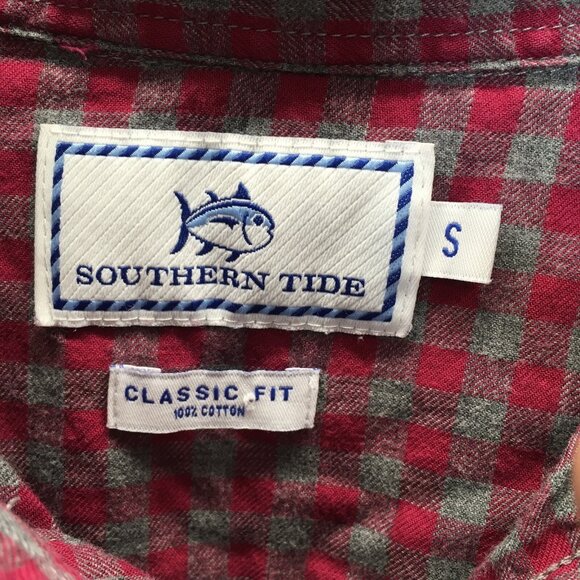 SOUTHERN TIDE
S
CLASSIC FIT
100% COTTON